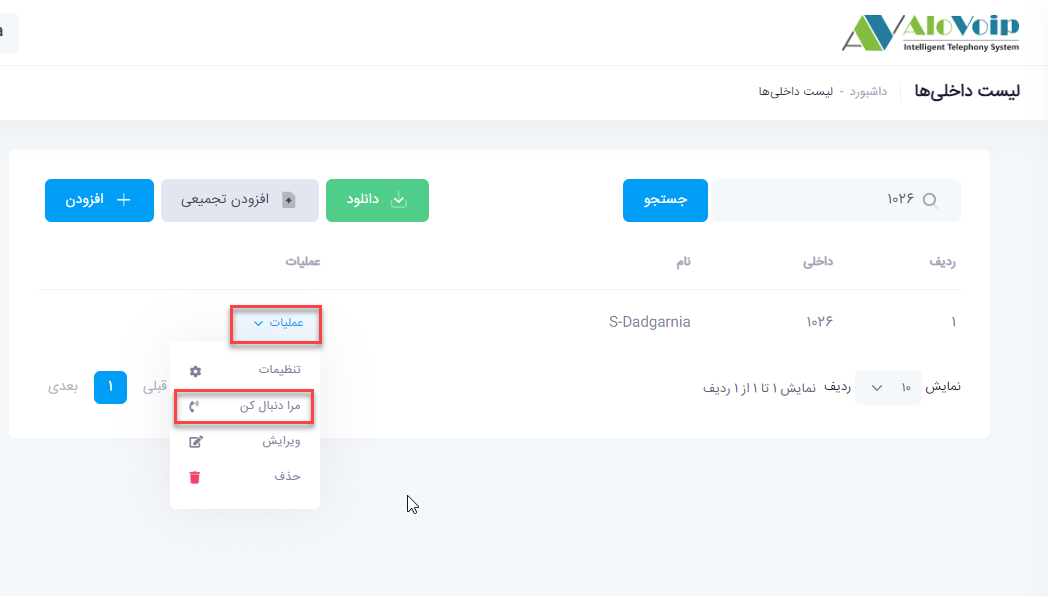 AloVoip
Intelligent Telephony System
لیست داخلی‌ها
داشبورد - لیست داخلی‌ها
۱۰۲۶
جستجو
دانلود
افزودن تجمیعی
افزودن
ردیف
داخلی
نام
عملیات
۱
۱۰۲۶
S-Dadgarnia
عملیات
تنظیمات
مرا دنبال کن
ویرایش
حذف
نمایش ۱۰ ردیف
نمایش ۱ تا ۱ از ۱ ردیف
قبلی
۱
بعدی